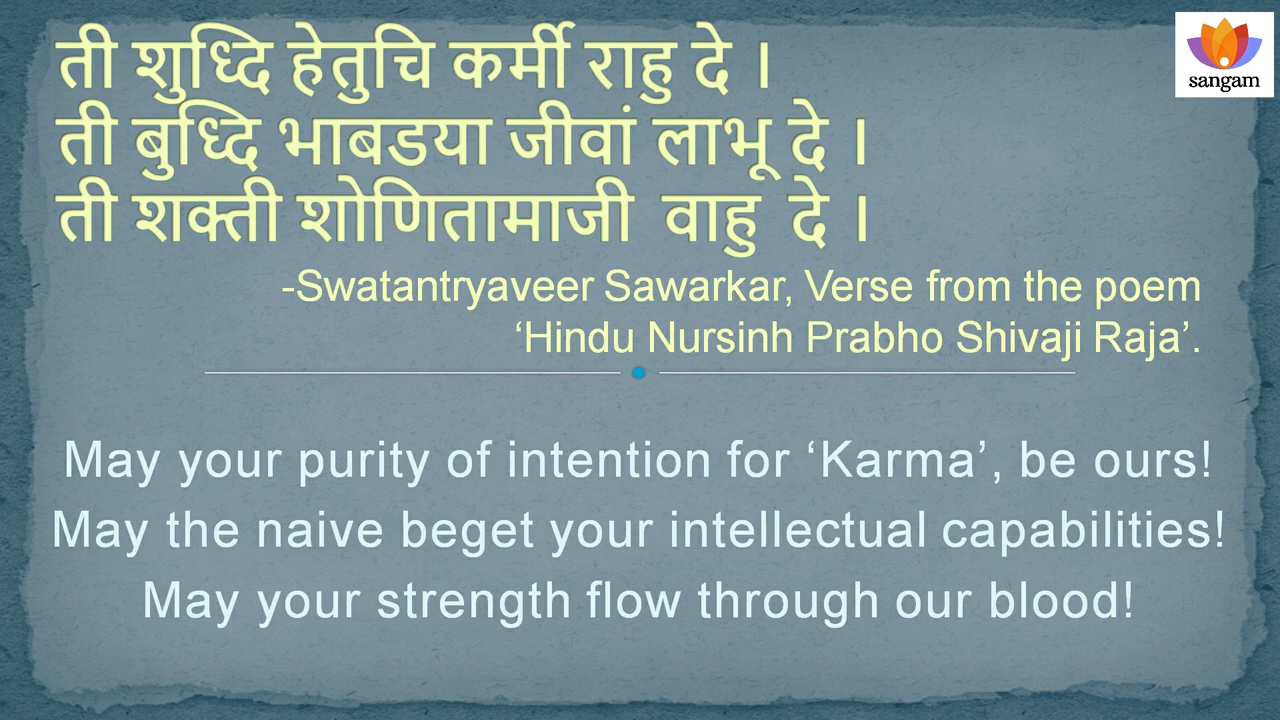 ती शुध्दि हेतुचि कर्मी राहु दे ।
sangam
ती बुध्दि भाबडया जीवां लाभू दे ।
ती शक्ती शोणितामाजी वाहु दे ।
-Swatantryaveer Sawarkar, Verse from the poem
‘Hindu Nursinh Prabho Shivaji Raja’.
May your purity of intention for ‘Karma’, be ours!
May the naive beget your intellectual capabilities!
May your strength flow through our blood!